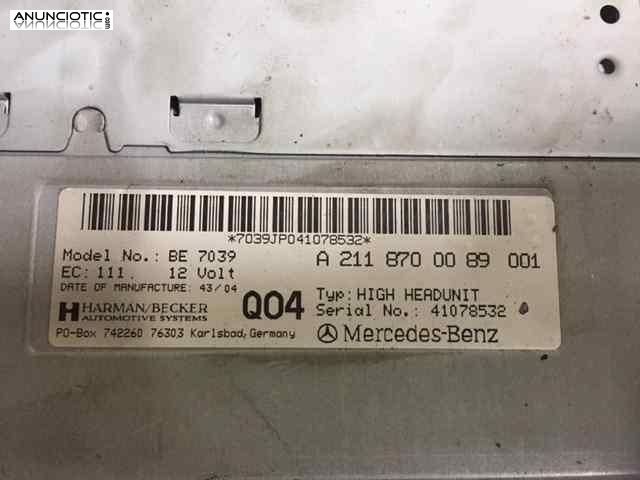 ANUNCIOTIC.com
*7039JP041078532*
Model No.: BE 7039
A 211 870 00 89 001
EC: 111. 12 Volt
DATE OF MANUFACTURE: 43/04
Q04
Typ: HIGH HEADUNIT
HARMAN/BECKER
AUTOMOTIVE SYSTEMS
Serial No.: 41078532
PO-Box 742260 76303 Karlsbad, Germany
Mercedes-Benz